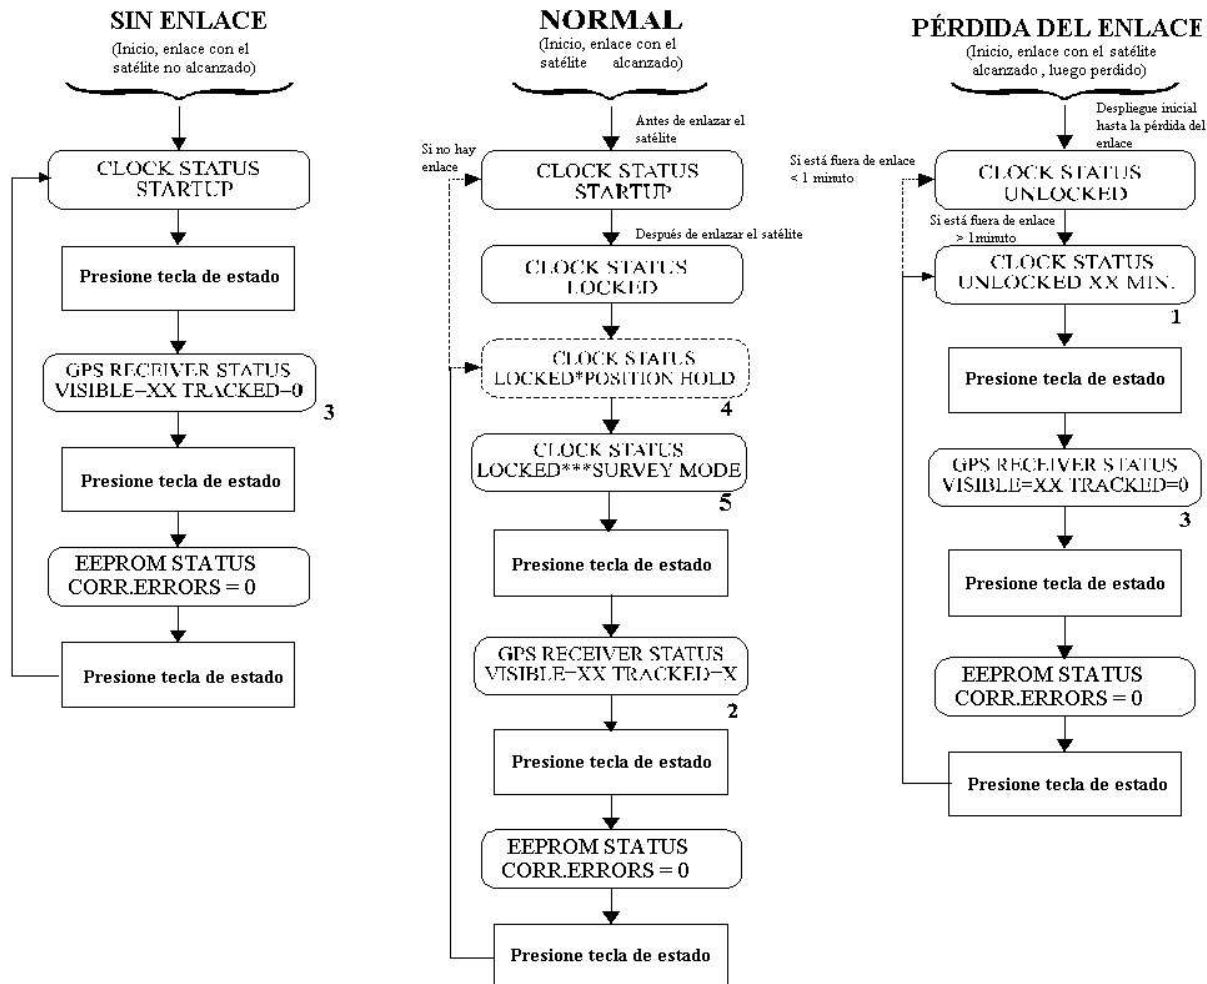 SIN ENLACE
(Inicio, enlace con el
satélite no alcanzado)
CLOCK STATUS
STARTUP
Presione tecla de estado
GPS RECEIVER STATUS
VISIBLE=XX TRACKED=0
3
Presione tecla de estado
EEPROM STATUS
CORR.ERRORS = 0
Presione tecla de estado
NORMAL
(Inicio, enlace con el
satélite alcanzado)
Antes de enlazar el
satélite
Si no hay
enlace
CLOCK STATUS
STARTUP
Después de enlazar el satélite
CLOCK STATUS
LOCKED
CLOCK STATUS
LOCKED*POSITION HOLD
4
CLOCK STATUS
LOCKED***SURVEY MODE
5
Presione tecla de estado
GPS RECEIVER STATUS
VISIBLE=XX TRACKED=X
2
Presione tecla de estado
EEPROM STATUS
CORR.ERRORS = 0
Presione tecla de estado
PÉRDIDA DEL ENLACE
(Inicio, enlace con el satélite
alcanzado , luego perdido)
Despliegue inicial
hasta la pérdida del
enlace
Si está fuera de enlace
< 1 minuto
CLOCK STATUS
UNLOCKED
Si está fuera de enlace
> 1minuto
CLOCK STATUS
UNLOCKED XX MIN.
1
Presione tecla de estado
GPS RECEIVER STATUS
VISIBLE=XX TRACKED=0
3
Presione tecla de estado
EEPROM STATUS
CORR.ERRORS = 0
Presione tecla de estado